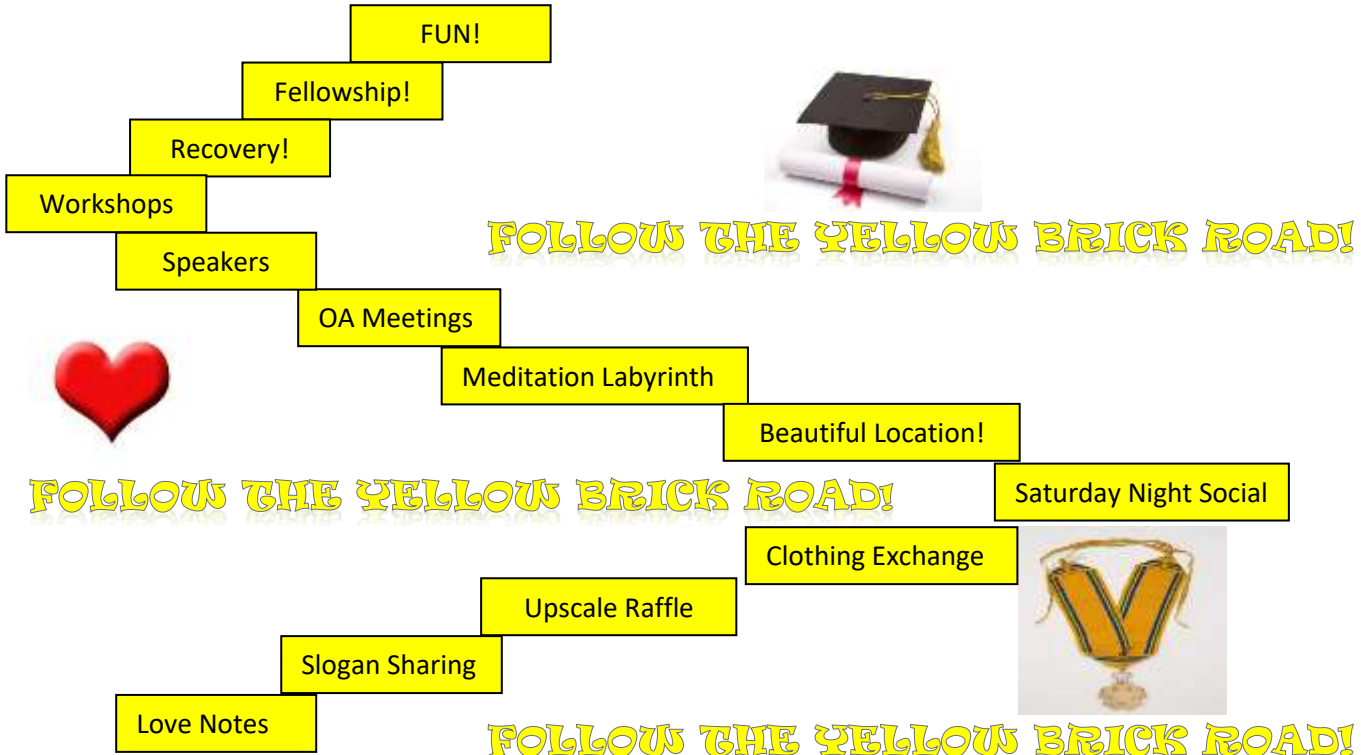 FUN!
Fellowship!
Recovery!
Workshops
FOLLOW THE YELLOW BRICK ROAD!
Speakers
OA Meetings
Meditation Labyrinth
Beautiful Location!
FOLLOW THE YELLOW BRICK ROAD!
Saturday Night Social
Clothing Exchange
Upscale Raffle
Slogan Sharing
Love Notes
FOLLOW THE YELLOW BRICK ROAD!